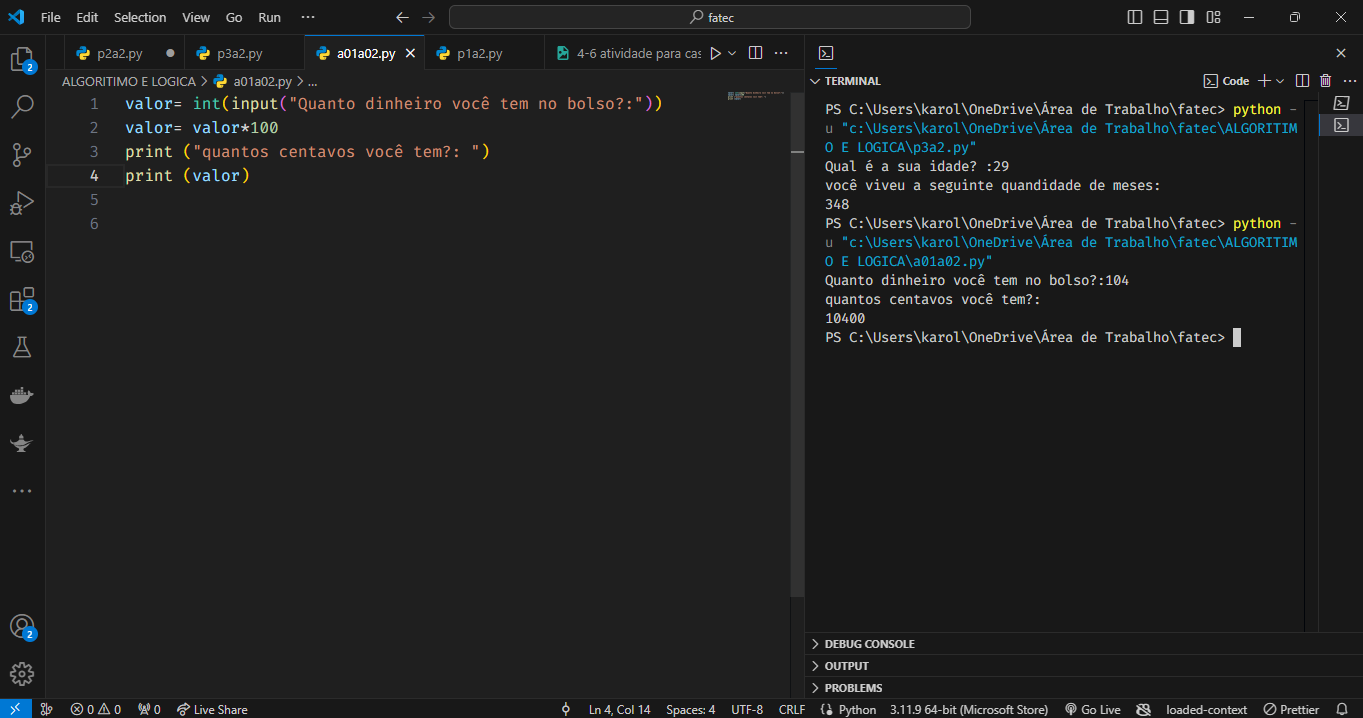 File Edit Selection View Go Run ··· fatec
p2a2.py p3a2.py a01a02.py p1a2.py 4-6 atividade para cas
ALGORITIMO E LOGICA > a01a02.py > ...
1 valor= int(input("Quanto dinheiro você tem no bolso?:"))
2 valor= valor*100
3 print ("quantos centavos você tem?: ")
4 print (valor)
5
6
2
2
2
TERMINAL
Code
PS C:\Users\karol\OneDrive\Área de Trabalho\fatec> python -
u "c:\Users\karol\OneDrive\Área de Trabalho\fatec\ALGORITIM
O E LOGICA\p3a2.py"
Qual é a sua idade? :29
você viveu a seguinte quandidade de meses:
348
PS C:\Users\karol\OneDrive\Área de Trabalho\fatec> python -
u "c:\Users\karol\OneDrive\Área de Trabalho\fatec\ALGORITIM
O E LOGICA\a01a02.py"
Quanto dinheiro você tem no bolso?:104
quantos centavos você tem?:
10400
PS C:\Users\karol\OneDrive\Área de Trabalho\fatec>
DEBUG CONSOLE
OUTPUT
PROBLEMS
0 0 0 Live Share Ln 4, Col 14 Spaces: 4 UTF-8 CRLF Python 3.11.9 64-bit (Microsoft Store) Go Live loaded-context Prettier